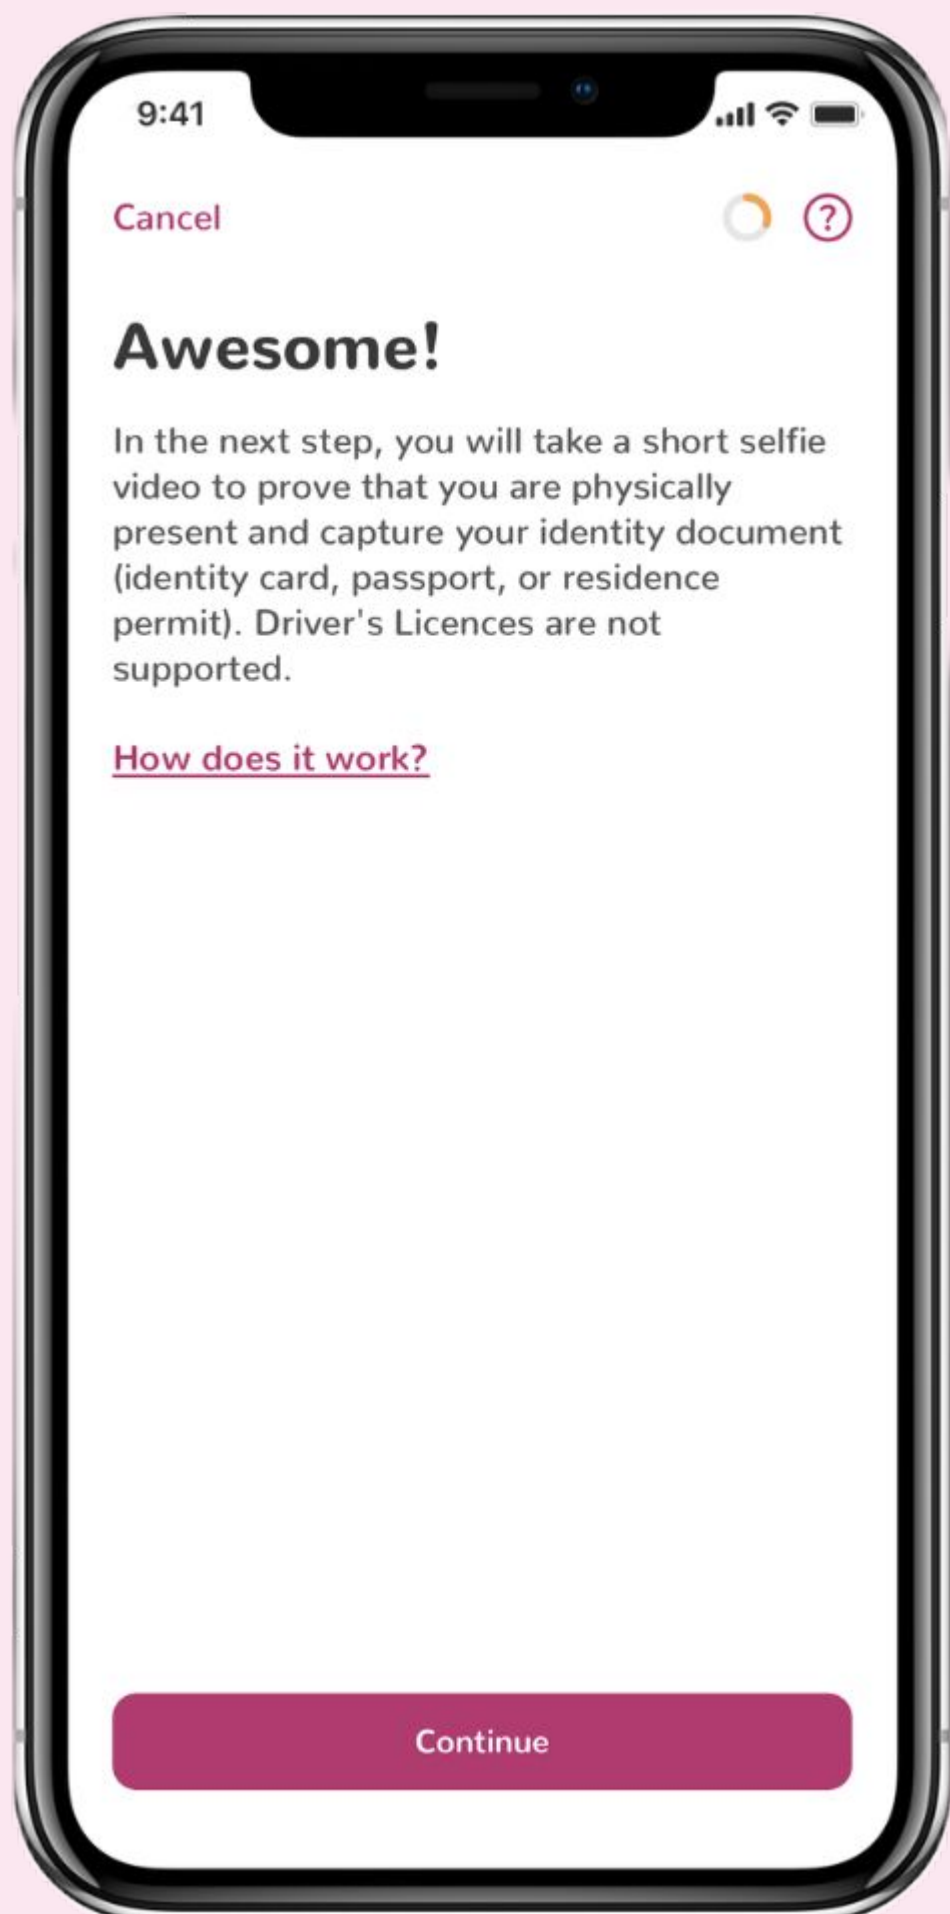 9:41
Cancel
?
Awesome!
In the next step, you will take a short selfie
video to prove that you are physically
present and capture your identity document
(identity card, passport, or residence
permit). Driver's Licences are not
supported.
How does it work?
Continue